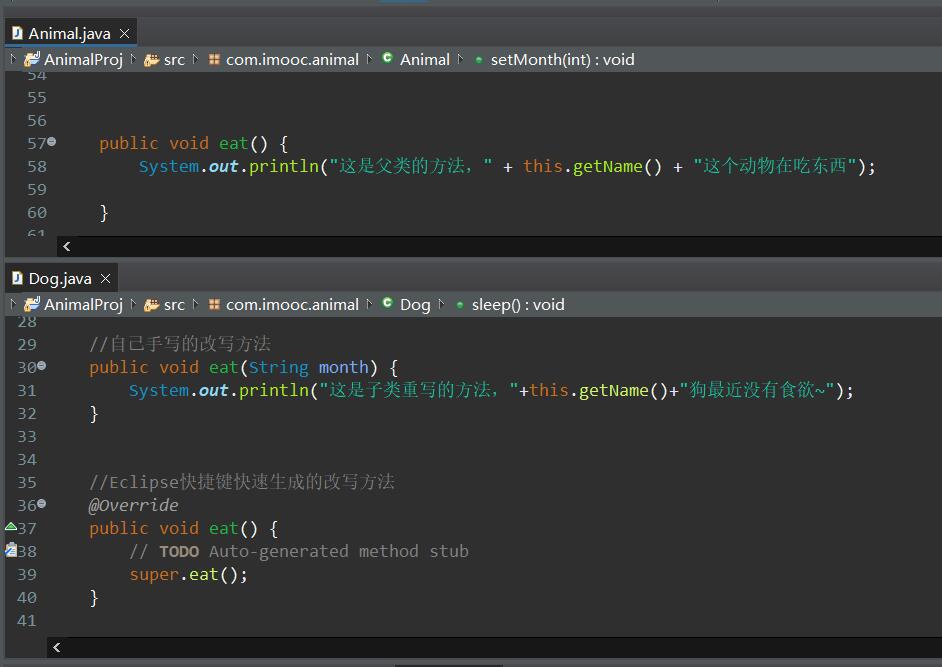 Animal.java
AnimalProj src com.imooc.animal Animal setMonth(int) : void
54
55
56
57 public void eat() {
58 System.out.println("这是父类的方法，" + this.getName() + "这个动物在吃东西");
59
60 }
61
Dog.java
AnimalProj src com.imooc.animal Dog sleep() : void
28
29 //自己手写的改写方法
30 public void eat(String month) {
31 System.out.println("这是子类重写的方法，"+this.getName()+"狗最近没有食欲~");
32 }
33
34
35 //Eclipse快捷键快速生成的改写方法
36 @Override
37 public void eat() {
38 // TODO Auto-generated method stub
39 super.eat();
40 }
41